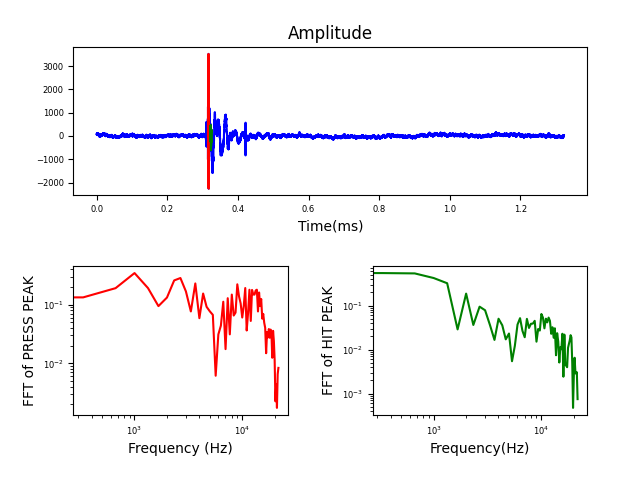 Amplitude
3000
2000
1000
0
−1000
−2000
0.0 0.2 0.4 0.6 0.8 1.0 1.2
Time(ms)
FFT of PRESS PEAK
10⁻¹
10⁻²
10³ 10⁴
Frequency (Hz)
FFT of HIT PEAK
10⁻¹
10⁻²
10⁻³
10³ 10⁴
Frequency(Hz)